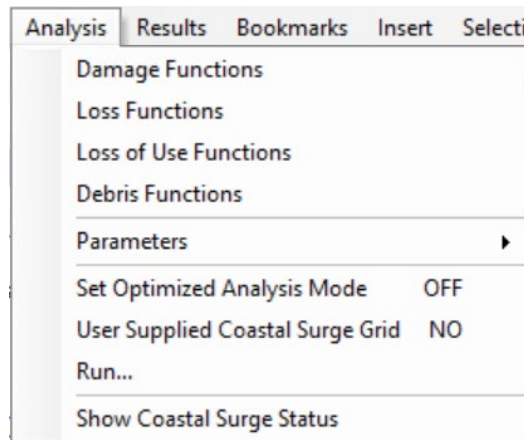 Analysis Results Bookmarks Insert Selecti
Damage Functions
Loss Functions
Loss of Use Functions
Debris Functions
Parameters
Set Optimized Analysis Mode OFF
User Supplied Coastal Surge Grid NO
Run...
Show Coastal Surge Status